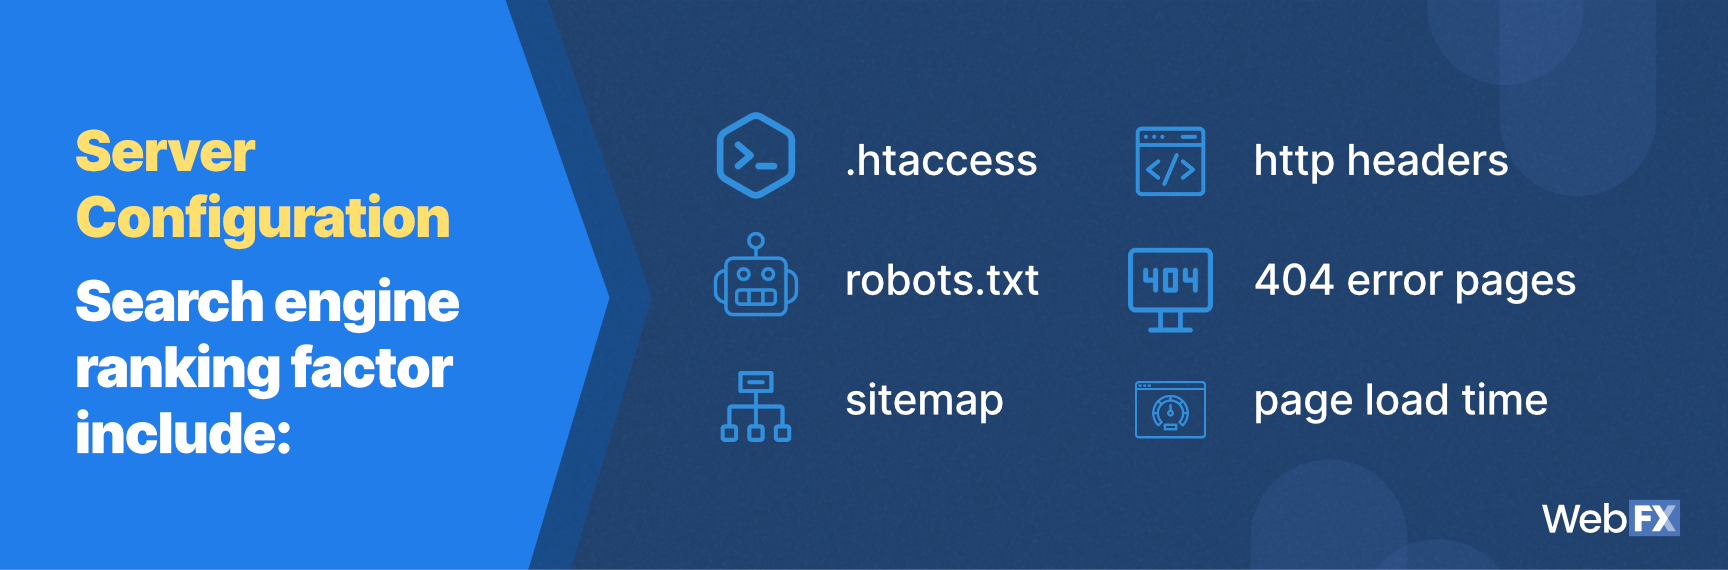 Server
Configuration
Search engine
ranking factor
include:
.htaccess
http headers
robots.txt
404
404 error pages
sitemap
page load time
WebFX